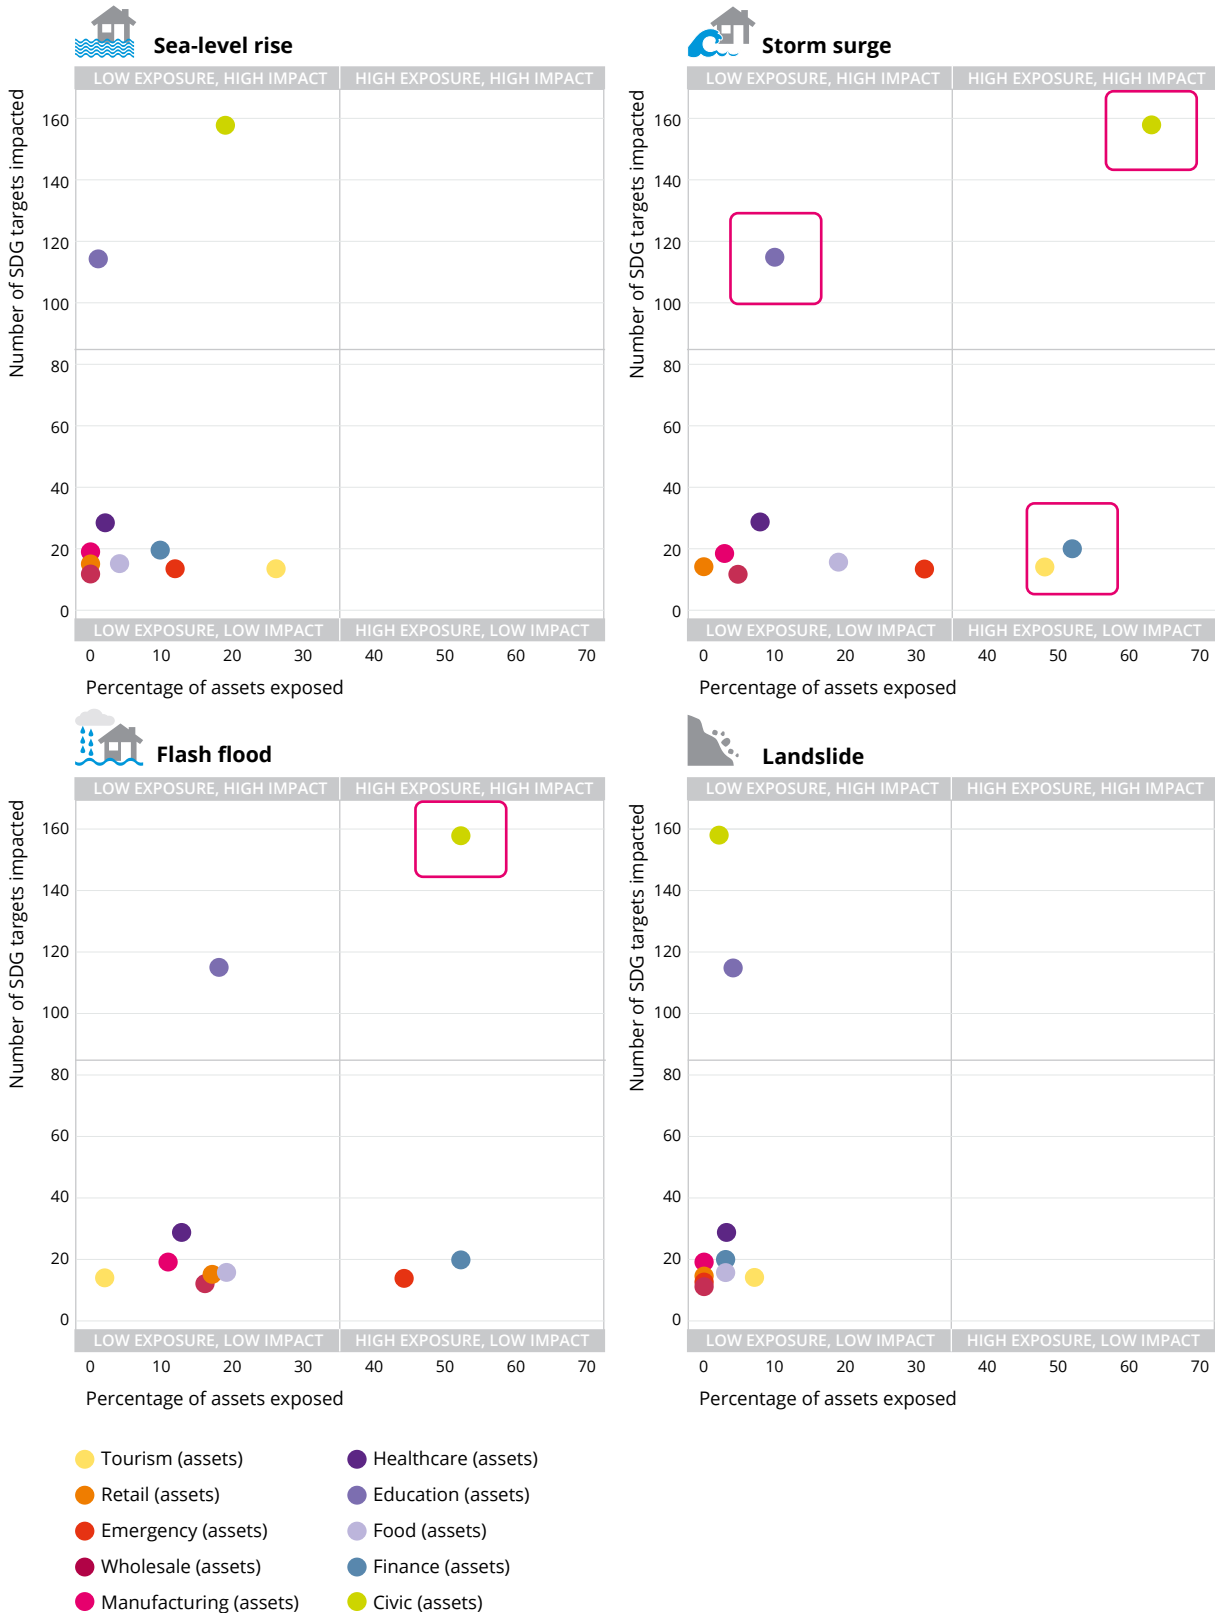 Sea-level rise
LOW EXPOSURE, HIGH IMPACT
HIGH EXPOSURE, HIGH IMPACT
Number of SDG targets impacted
160
140
120
100
80
60
40
20
0
LOW EXPOSURE, LOW IMPACT
HIGH EXPOSURE, LOW IMPACT
0 10 20 30 40 50 60 70
Percentage of assets exposed
Storm surge
LOW EXPOSURE, HIGH IMPACT
HIGH EXPOSURE, HIGH IMPACT
Number of SDG targets impacted
160
140
120
100
80
60
40
20
0
LOW EXPOSURE, LOW IMPACT
HIGH EXPOSURE, LOW IMPACT
0 10 20 30 40 50 60 70
Percentage of assets exposed
Flash flood
LOW EXPOSURE, HIGH IMPACT
HIGH EXPOSURE, HIGH IMPACT
Number of SDG targets impacted
160
140
120
100
80
60
40
20
0
LOW EXPOSURE, LOW IMPACT
HIGH EXPOSURE, LOW IMPACT
0 10 20 30 40 50 60 70
Percentage of assets exposed
Landslide
LOW EXPOSURE, HIGH IMPACT
HIGH EXPOSURE, HIGH IMPACT
Number of SDG targets impacted
160
140
120
100
80
60
40
20
0
LOW EXPOSURE, LOW IMPACT
HIGH EXPOSURE, LOW IMPACT
0 10 20 30 40 50 60 70
Percentage of assets exposed
Tourism (assets)
Retail (assets)
Emergency (assets)
Wholesale (assets)
Manufacturing (assets)
Healthcare (assets)
Education (assets)
Food (assets)
Finance (assets)
Civic (assets)